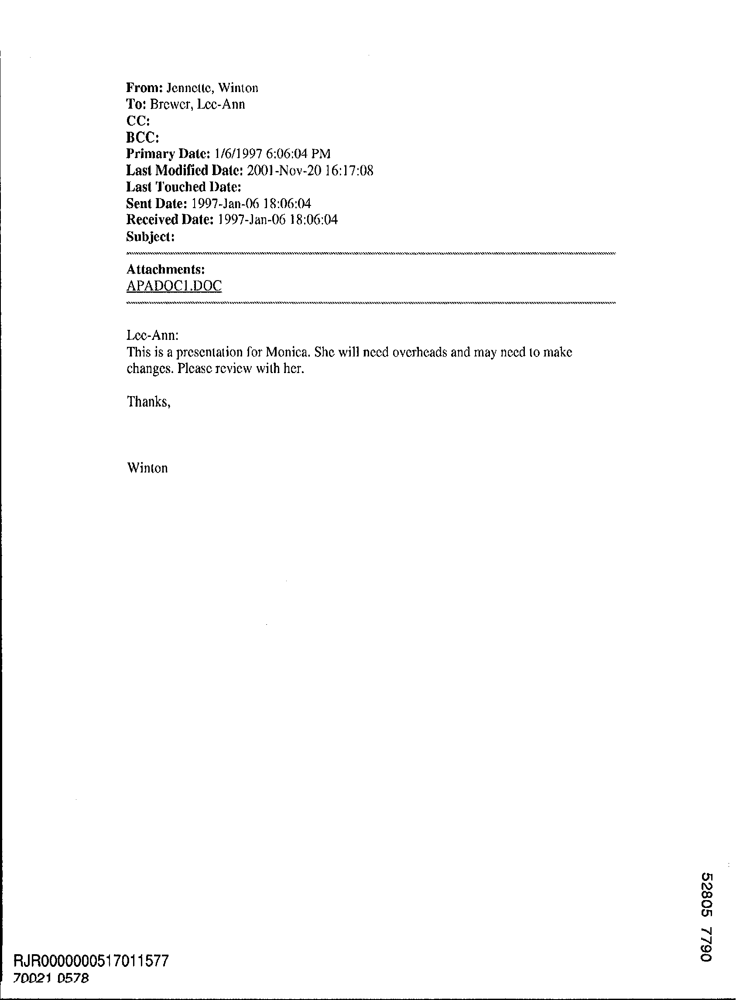 From: Jennette, Winton
To: Brewer, Lee-Ann
CC:
BCC:
Primary Date: 1/6/1997 6:06:04 PM
Last Modified Date: 2001-Nov-20 16:17:08
Last Touched Date:
Sent Date: 1997-Jan-06 18:06:04
Received Date: 1997-Jan-06 18:06:04
Subject:
Attachments:
APADOC1.DOC
Lee-Ann:
This is a presentation for Monica. She will need overheads and may need to make
changes. Please review with her.
Thanks,
Winton
52805 7790
RJR0000000517011577
70021 0578